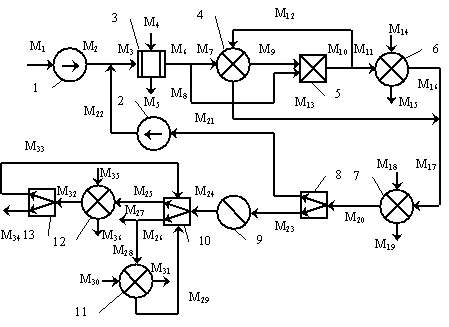 3
M₄
4
M₁₂
M₁₄
M₁
M₂
M₃
M₆
M₇
M₉
M₁₀
M₁₁
6
1
M₈
M₁₃
5
M₁₆
M₅
M₁₅
M₂₂
2
M₂₁
M₃₃
M₃₅
8
7
M₁₈
M₁₇
M₃₂
M₂₅
M₂₄
M₂₇
M₂₃
M₂₀
M₃₄
13
12
M₃₆
M₂₆
10
9
M₁₉
M₂₈
M₃₀
M₃₁
M₂₉
11